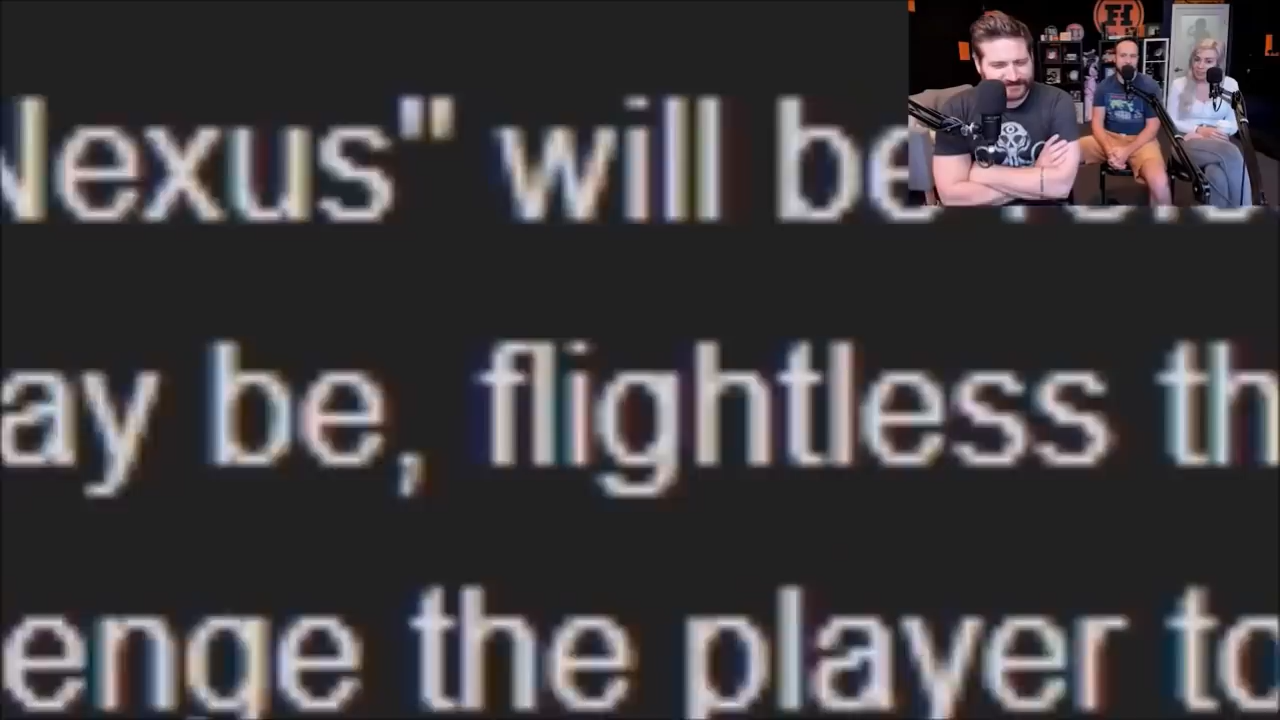 Nexus" will be
ay be, flightless th
enge the player to